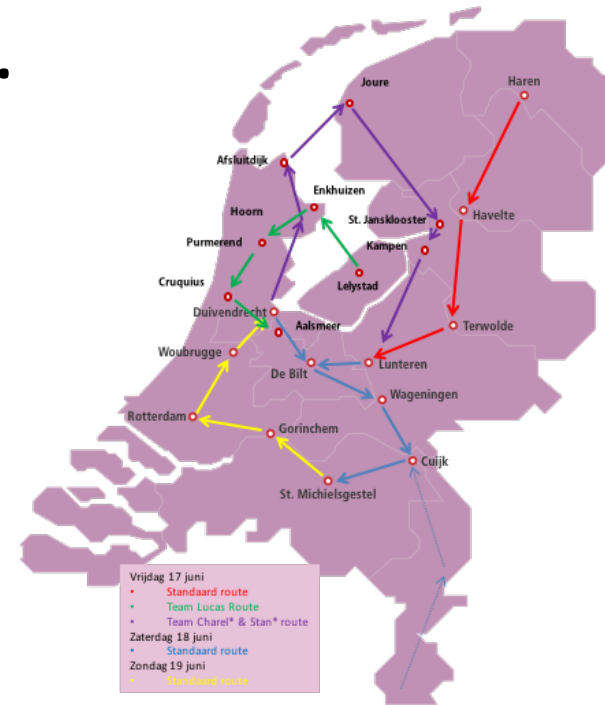 Joure
Haren
Afsluitdijk
Enkhuizen
Hoorn
St. Jansklooster
Havelte
Purmerend
Kampen
Cruquius
Lelystad
Duivendrecht
Aalsmeer
Terwolde
Woubrugge
De Bilt
Lunteren
Wageningen
Rotterdam
Gorinchem
Cuijk
St. Michielsgestel
Vrijdag 17 juni
• Standaard route
• Team Lucas Route
• Team Charel* & Stan* route
Zaterdag 18 juni
• Standaard route
Zondag 19 juni
• Standaard route